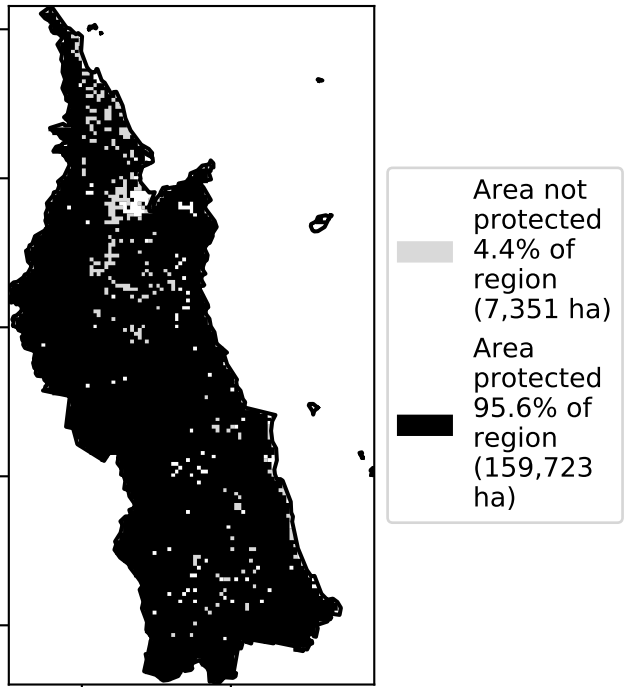 Area not
protected
4.4% of
region
(7,351 ha)
Area
protected
95.6% of
region
(159,723
ha)